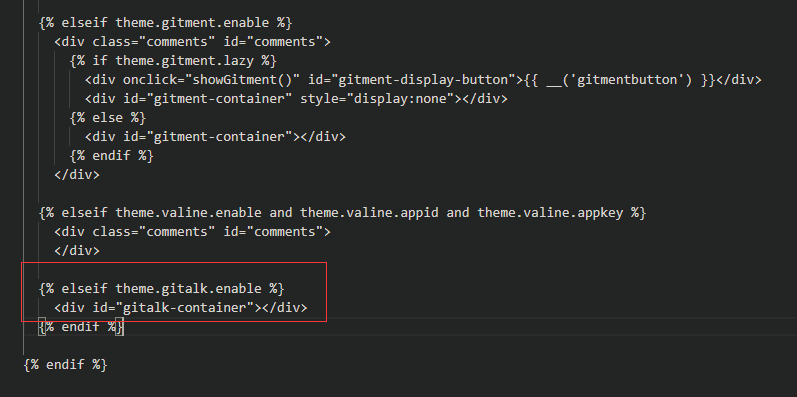 {% elseif theme.gitment.enable %}
<div class="comments" id="comments">
{% if theme.gitment.lazy %}
<div onclick="showGitment()" id="gitment-display-button">{{ __('gitmentbutton') }}</div>
<div id="gitment-container" style="display:none"></div>
{% else %}
<div id="gitment-container"></div>
{% endif %}
</div>
{% elseif theme.valine.enable and theme.valine.appid and theme.valine.appkey %}
<div class="comments" id="comments">
</div>
{% elseif theme.gitalk.enable %}
<div id="gitalk-container"></div>
{% endif %}
{% endif %}